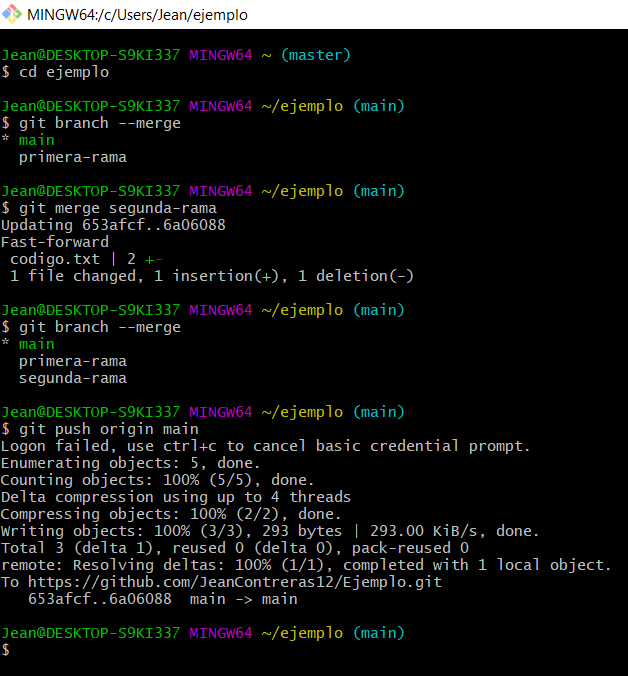 MINGW64:/c/Users/Jean/ejemplo
Jean@DESKTOP-S9KI337 MINGW64 ~ (master)
$ cd ejemplo
Jean@DESKTOP-S9KI337 MINGW64 ~/ejemplo (main)
$ git branch --merge
* main
  primera-rama
Jean@DESKTOP-S9KI337 MINGW64 ~/ejemplo (main)
$ git merge segunda-rama
Updating 653afcf..6a06088
Fast-forward
 codigo.txt | 2 +-
 1 file changed, 1 insertion(+), 1 deletion(-)
Jean@DESKTOP-S9KI337 MINGW64 ~/ejemplo (main)
$ git branch --merge
* main
  primera-rama
  segunda-rama
Jean@DESKTOP-S9KI337 MINGW64 ~/ejemplo (main)
$ git push origin main
Logon failed, use ctrl+c to cancel basic credential prompt.
Enumerating objects: 5, done.
Counting objects: 100% (5/5), done.
Delta compression using up to 4 threads
Compressing objects: 100% (2/2), done.
Writing objects: 100% (3/3), 293 bytes | 293.00 KiB/s, done.
Total 3 (delta 1), reused 0 (delta 0), pack-reused 0
remote: Resolving deltas: 100% (1/1), completed with 1 local object.
To https://github.com/JeanContreras12/Ejemplo.git
   653afcf..6a06088  main -> main
Jean@DESKTOP-S9KI337 MINGW64 ~/ejemplo (main)
$